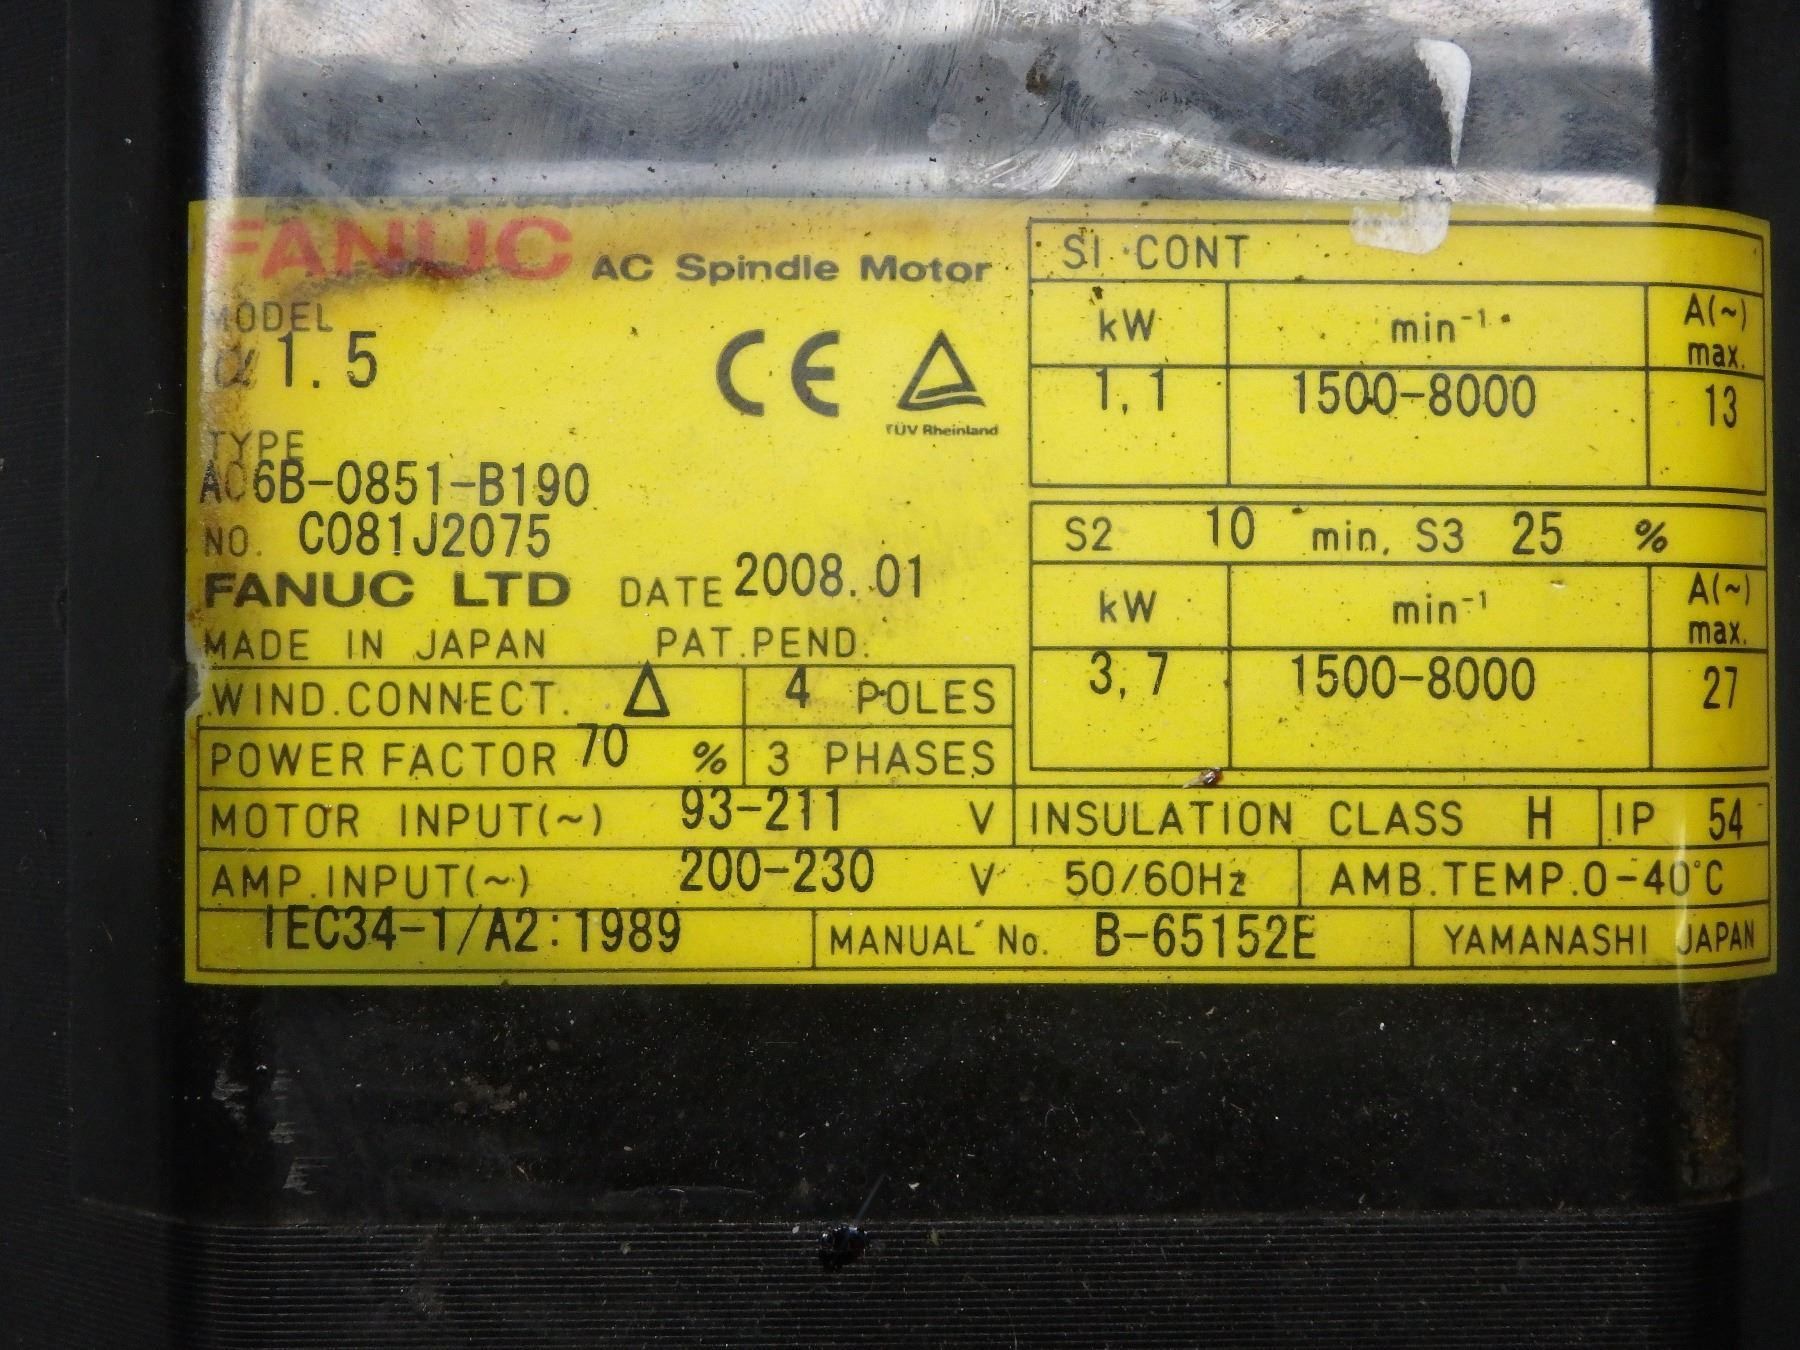 FANUC AC Spindle Motor
MODEL
α1.5
CE
TÜV Rheinland
TYPE
A06B-0851-B190
NO. C081J2075
FANUC LTD DATE 2008.01
MADE IN JAPAN PAT.PEND.
WIND.CONNECT. Δ 4 POLES
POWER FACTOR 70 % 3 PHASES
SI CONT
kW min⁻¹ A(~) max.
1,1 1500-8000 13
S2 10 min, S3 25 %
kW min⁻¹ A(~) max.
3,7 1500-8000 27
MOTOR INPUT(~) 93-211 V INSULATION CLASS H IP 54
AMP.INPUT(~) 200-230 V 50/60Hz AMB.TEMP.0-40°C
IEC34-1/A2:1989 MANUAL No. B-65152E YAMANASHI JAPAN